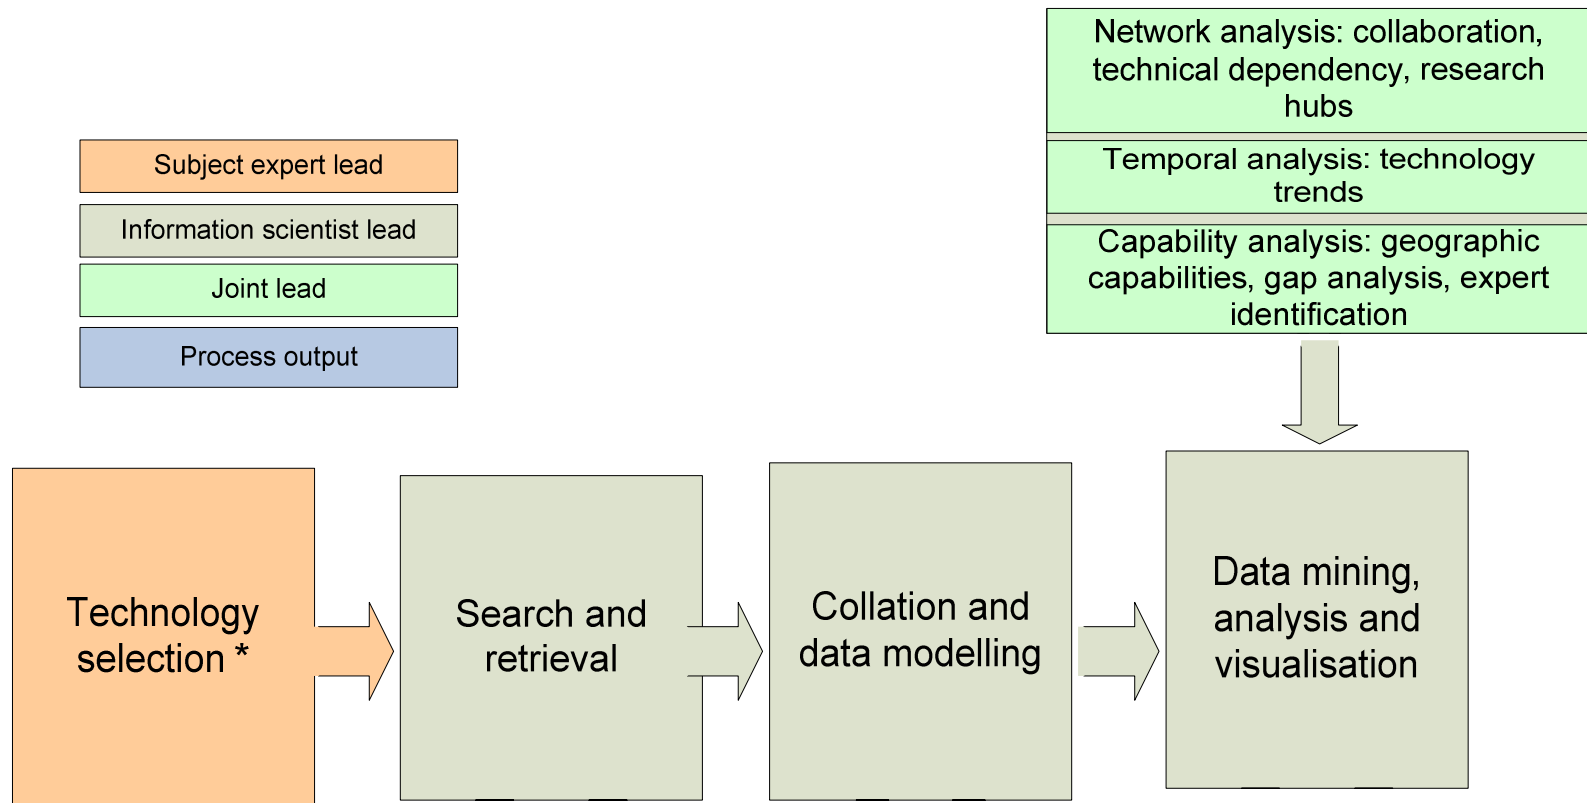 Network analysis: collaboration,
technical dependency, research
hubs
Temporal analysis: technology
trends
Capability analysis: geographic
capabilities, gap analysis, expert
identification
Subject expert lead
Information scientist lead
Joint lead
Process output
Technology
selection *
Search and
retrieval
Collation and
data modelling
Data mining,
analysis and
visualisation